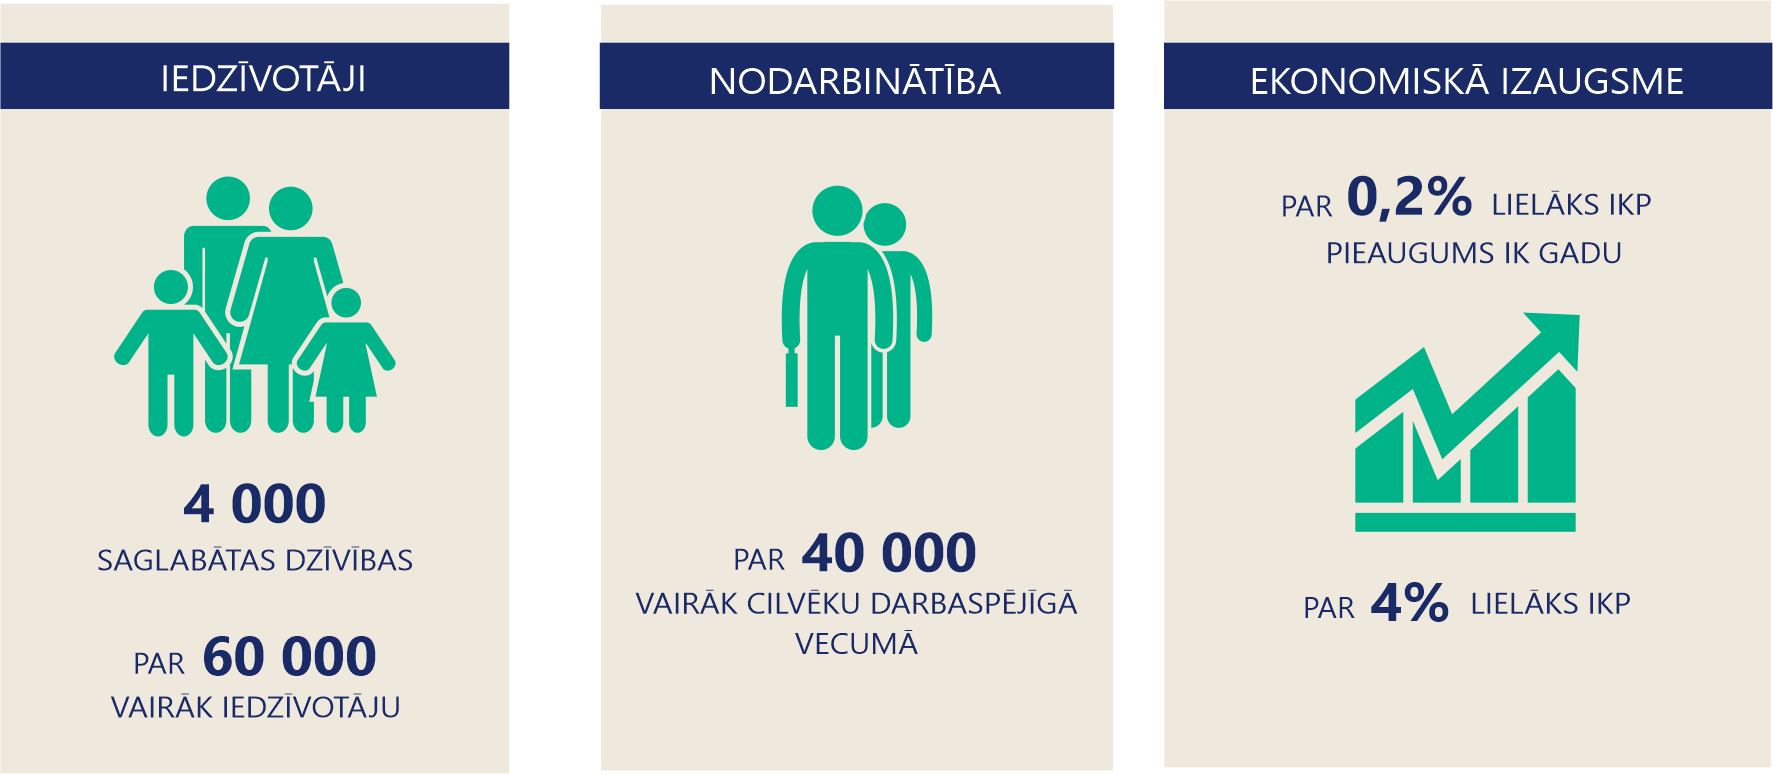 IEDZĪVOTĀJI
4 000
SAGLABĀTAS DZĪVĪBAS
PAR 60 000
VAIRĀK IEDZĪVOTĀJU
NODARBINĀTĪBA
PAR 40 000
VAIRĀK CILVĒKU DARBASPĒJĪGĀ
VECUMĀ
EKONOMISKĀ IZAUGSME
PAR 0,2% LIELĀKS IKP
PIEAUGUMS IK GADU
PAR 4% LIELĀKS IKP